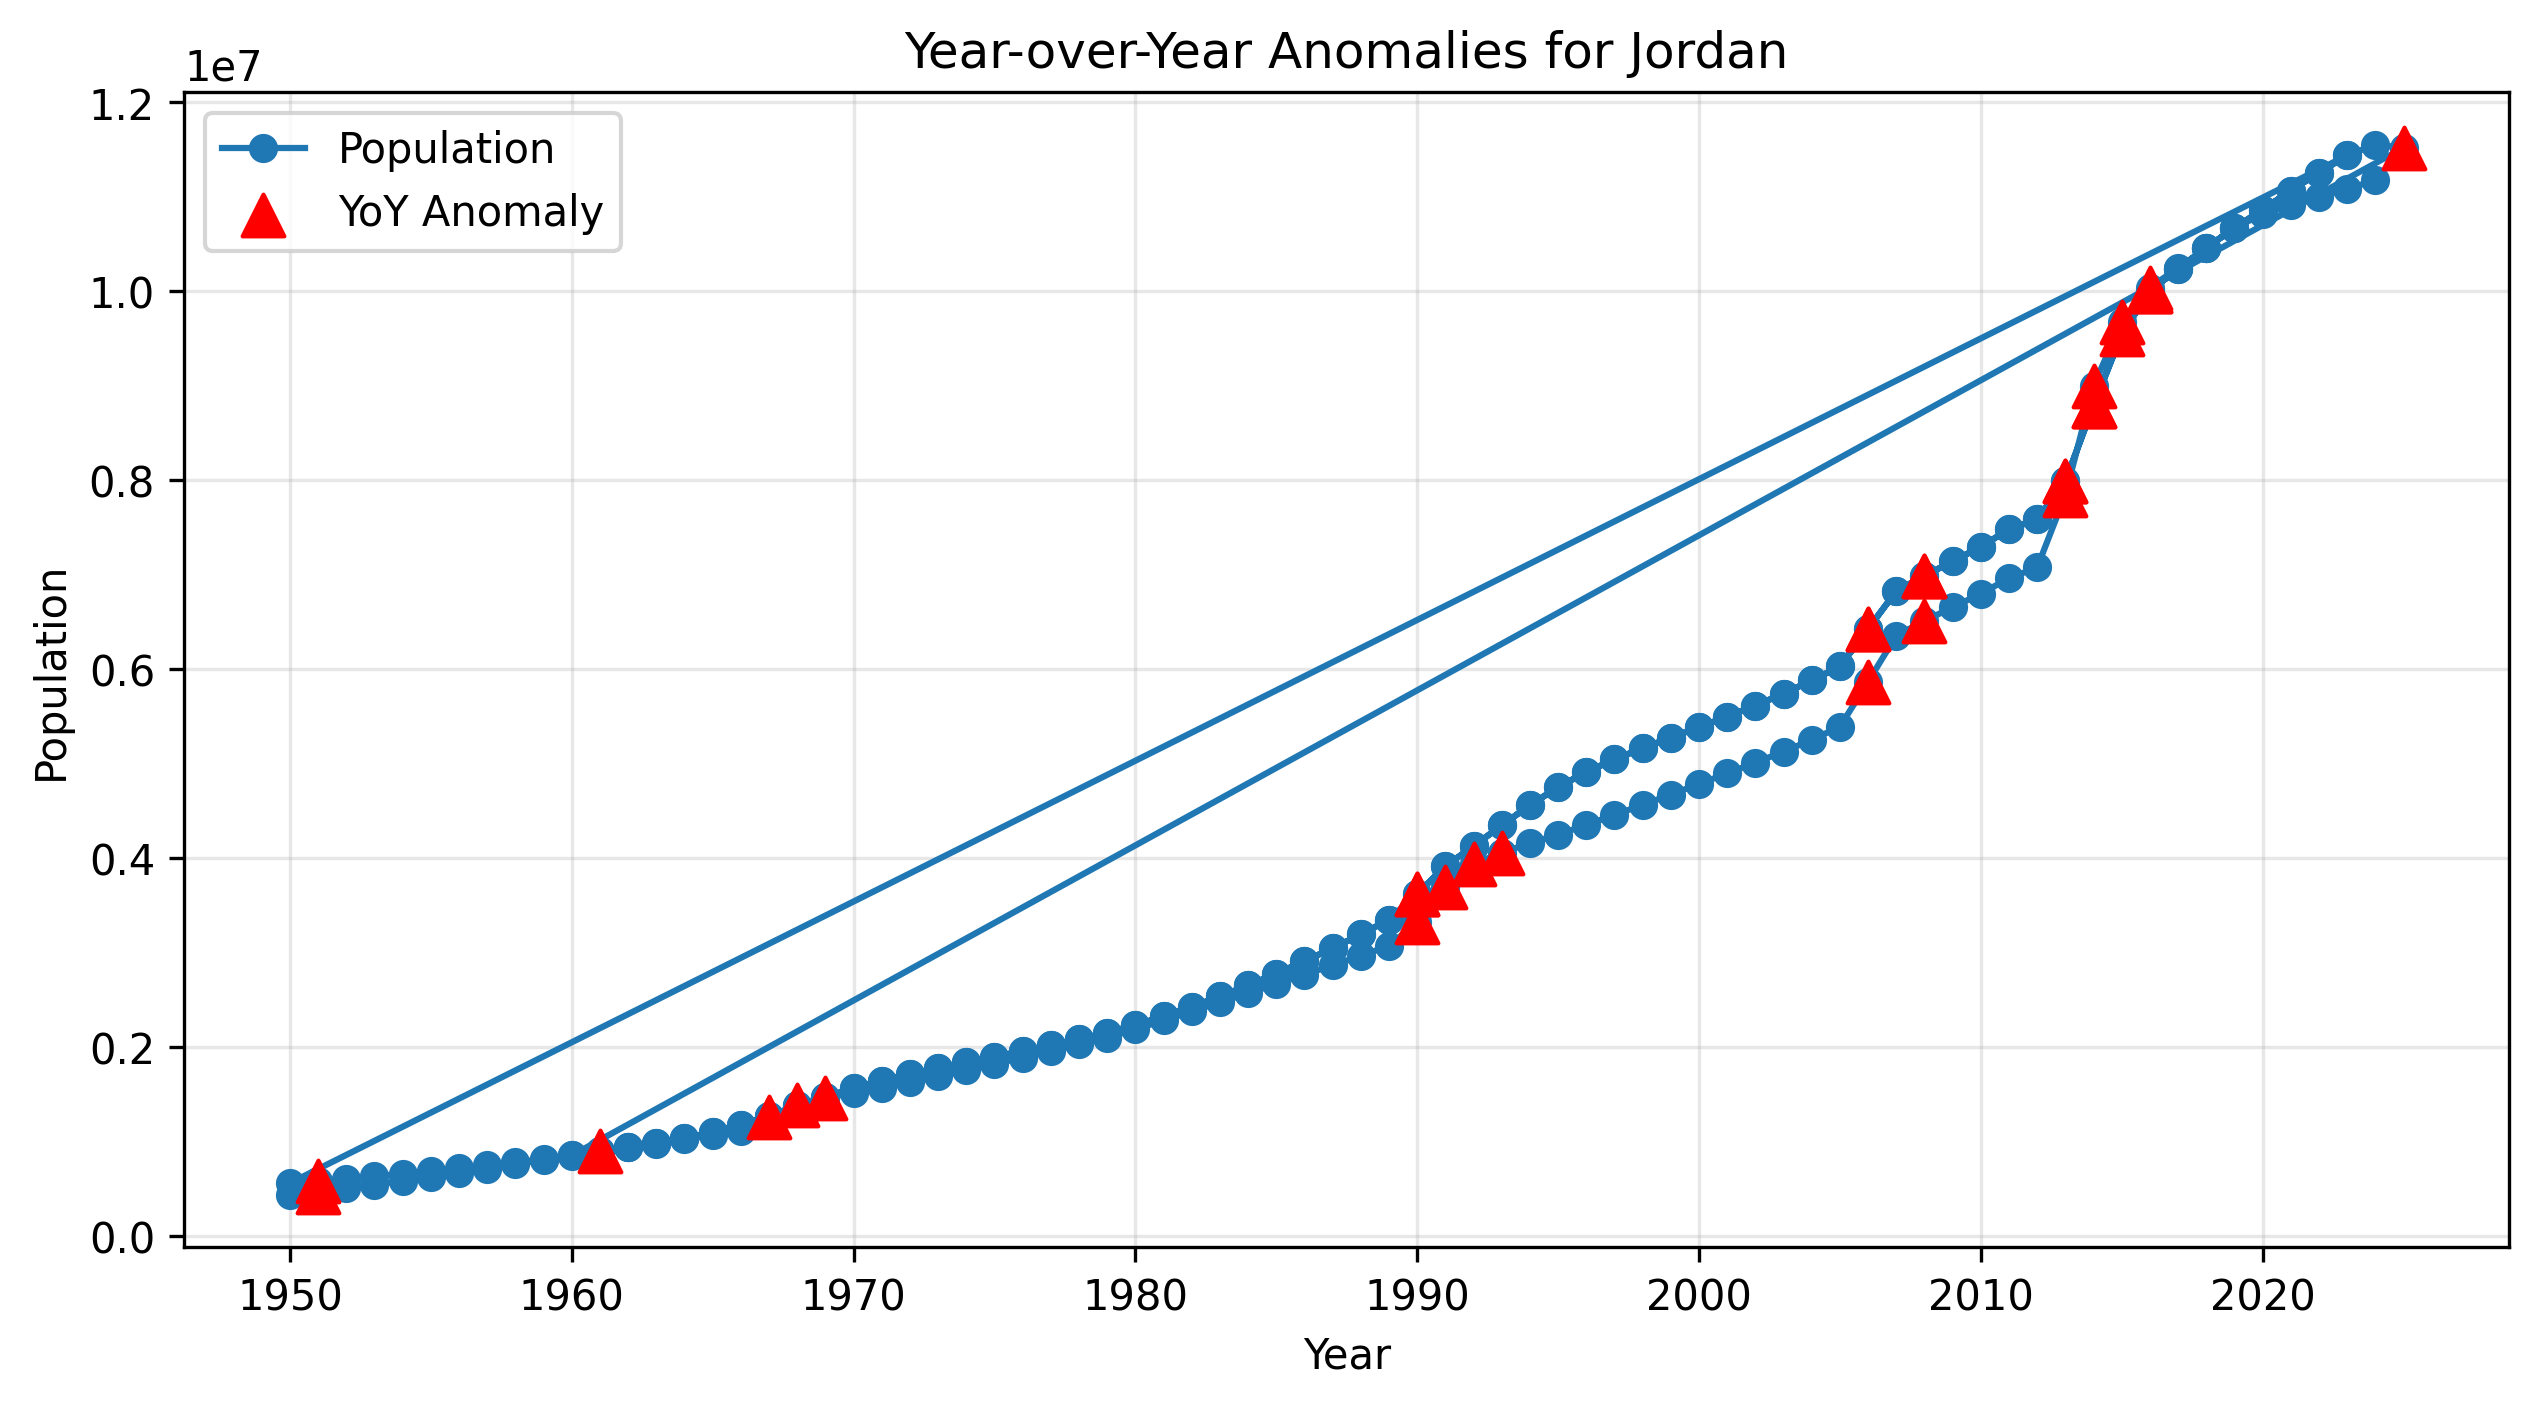 Year-over-Year Anomalies for Jordan
1e7
1.2
1.0
0.8
0.6
0.4
0.2
0.0
Population
Population
YoY Anomaly
1950 1960 1970 1980 1990 2000 2010 2020
Year